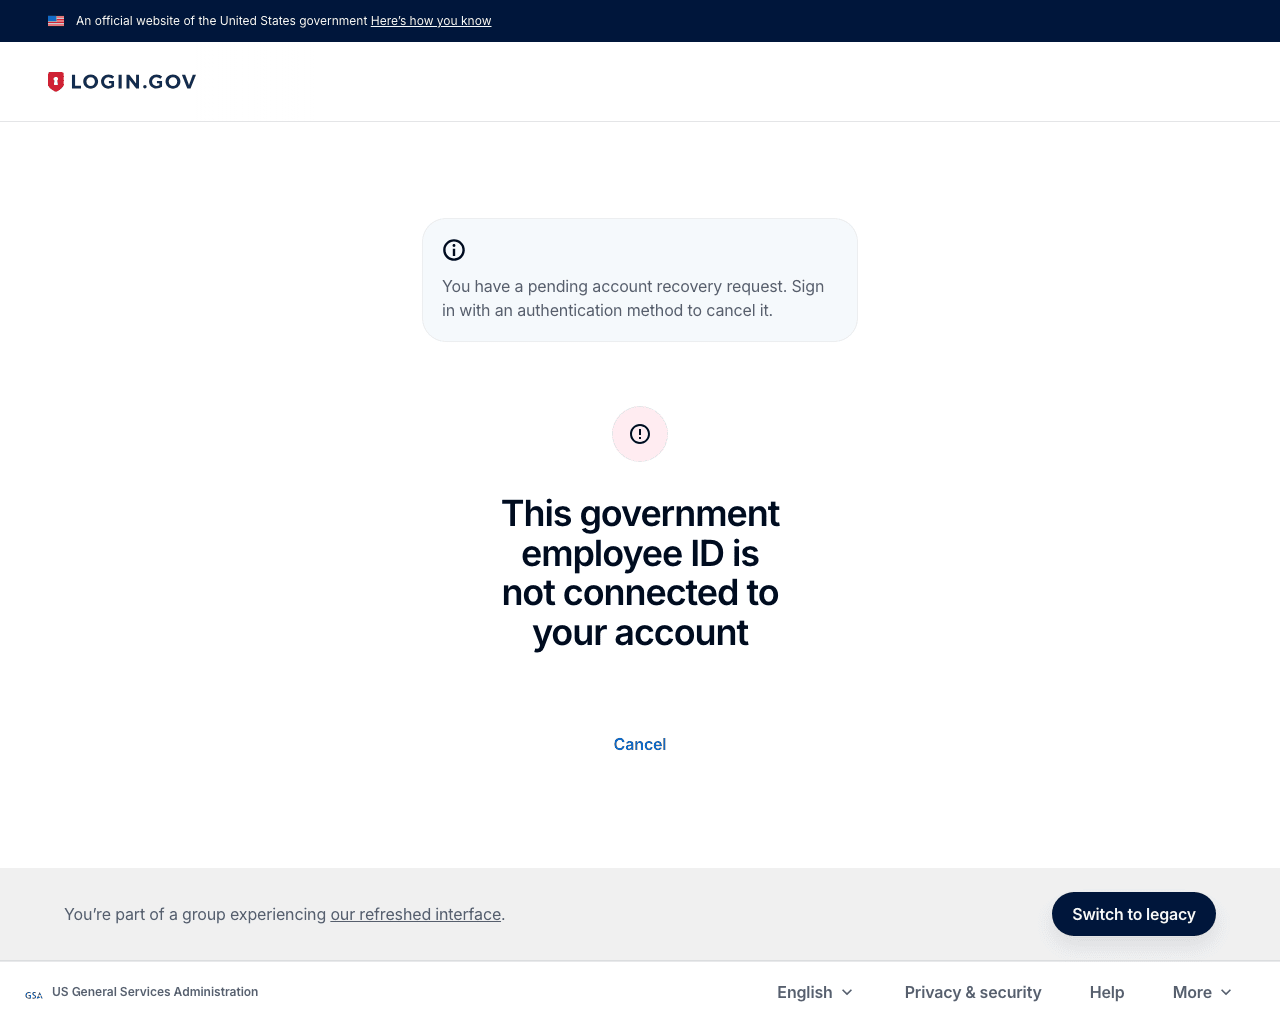 An official website of the United States government Here’s how you know
LOGIN.GOV
You have a pending account recovery request. Sign
in with an authentication method to cancel it.
This government
employee ID is
not connected to
your account
Cancel
You’re part of a group experiencing our refreshed interface.
Switch to legacy
GSA US General Services Administration
English
Privacy & security
Help
More